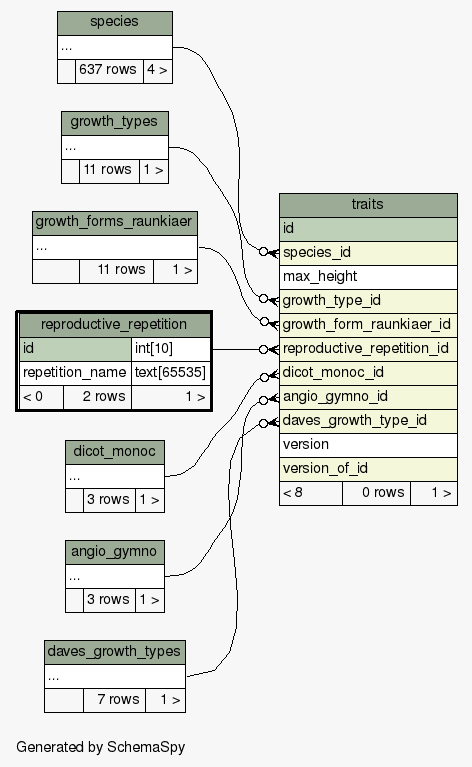 species
...
637 rows 4 >
growth_types
...
11 rows 1 >
growth_forms_raunkiaer
...
11 rows 1 >
reproductive_repetition
id int[10]
repetition_name text[65535]
< 0 2 rows 1 >
dicot_monoc
...
3 rows 1 >
angio_gymno
...
3 rows 1 >
daves_growth_types
...
7 rows 1 >
traits
id
species_id
max_height
growth_type_id
growth_form_raunkiaer_id
reproductive_repetition_id
dicot_monoc_id
angio_gymno_id
daves_growth_type_id
version
version_of_id
< 8 0 rows 1 >
Generated by SchemaSpy